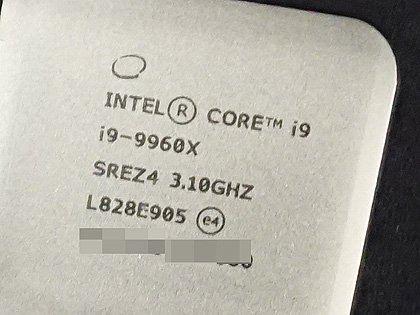 INTEL® CORE™ i9
i9-9960X
SREZ4 3.10GHZ
L828E905 e4